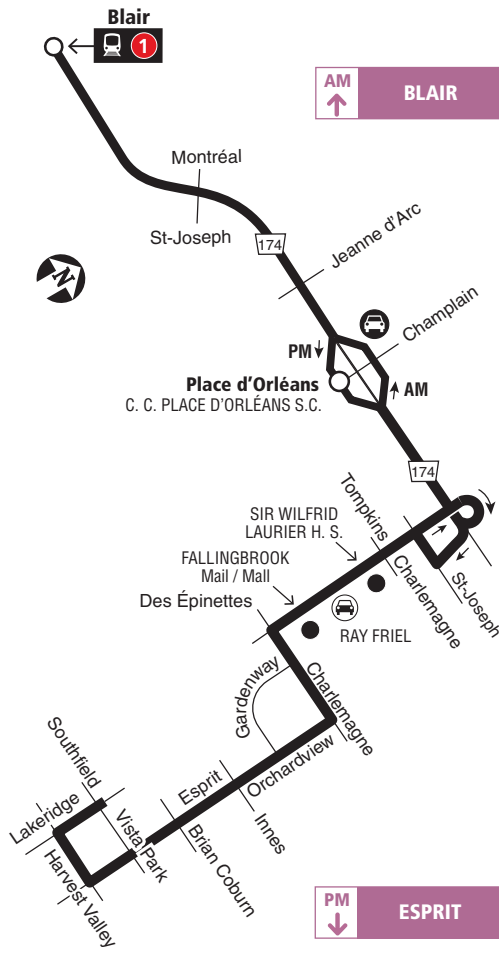 Blair
1
AM
BLAIR
Montréal
St-Joseph
174
Jeanne d'Arc
N
Champlain
PM
Place d'Orléans
C. C. PLACE D'ORLÉANS S.C.
AM
174
Tompkins
SIR WILFRID
LAURIER H. S.
FALLINGBROOK
Mail / Mall
Charlemagne
St-Joseph
Des Épinettes
RAY FRIEL
Gardenway
Charlemagne
Orchardview
Southfield
Esprit
Innes
Lakeridge
Vista Park
Brian Coburn
Harvest Valley
PM
ESPRIT